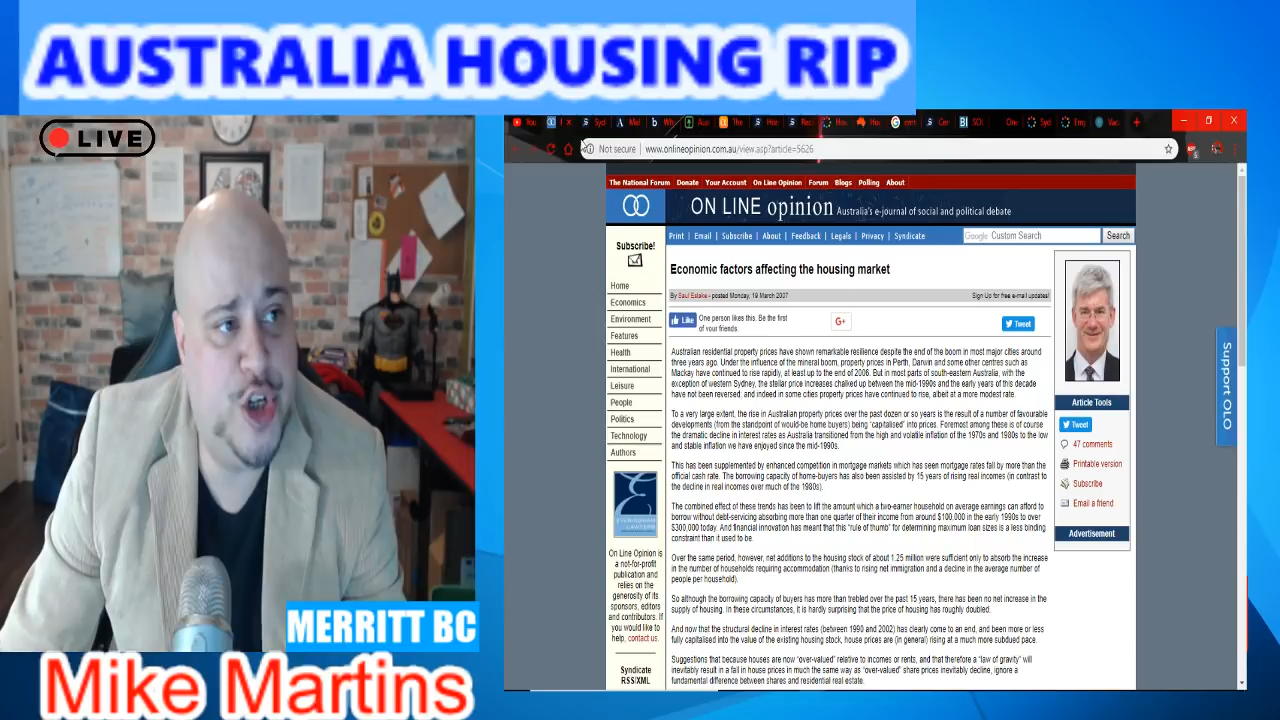 AUSTRALIA HOUSING RIP
LIVE
MERRITT BC
Mike Martins
Not secure | www.onlineopinion.com.au/view.asp?article=5626
The National Forum Donate Your Account On Line Opinion Forum Blogs Polling About
ON LINE opinion Australia's e-journal of social and political debate
Print | Email | Subscribe | About | Feedback | Legals | Privacy | Syndicate
Google Custom Search Search
Subscribe!
Home
Economics
Environment
Features
Health
International
Leisure
People
Politics
Technology
Authors
On Line Opinion is
a not-for-profit
publication and
relies on the
generosity of its
sponsors, editors
and contributors. If
you would like to
help, contact us.
Syndicate
RSS/XML
Economic factors affecting the housing market
By Saul Eslake - posted Monday, 19 March 2007 Sign Up for free e-mail updates!
Like One person likes this. Be the first
of your friends.
G+
Tweet
Australian residential property prices have shown remarkable resilience despite the end of the boom in most major cities around
three years ago. Under the influence of the mineral boom, property prices in Perth, Darwin and some other centres such as
Mackay have continued to rise rapidly, at least up to the end of 2006. But in most parts of south-eastern Australia, with the
exception of western Sydney, the stellar price increases chalked up between the mid-1990s and the early years of this decade
have not been reversed, and indeed in some cities property prices have continued to rise, albeit at a more modest rate.
To a very large extent, the rise in Australian property prices over the past dozen or so years is the result of a number of favourable
developments (from the standpoint of would-be home buyers) being "capitalised" into prices. Foremost among these is of course
the dramatic decline in interest rates as Australia transitioned from the high and volatile inflation of the 1970s and 1980s to the low
and stable inflation we have enjoyed since the mid-1990s.
This has been supplemented by enhanced competition in mortgage markets which has seen mortgage rates fall by more than the
official cash rate. The borrowing capacity of home-buyers has also been assisted by 15 years of rising real incomes (in contrast to
the decline in real incomes over much of the 1980s).
The combined effect of these trends has been to lift the amount which a two-earner household on average earnings can afford to
borrow without debt-servicing absorbing more than one quarter of their income from around $100,000 in the early 1990s to over
$300,000 today. And financial innovation has meant that this "rule of thumb" for determining maximum loan sizes is a less binding
constraint than it used to be.
Over the same period, however, net additions to the housing stock of about 1.25 million were sufficient only to absorb the increase
in the number of households requiring accommodation (thanks to rising net immigration and a decline in the average number of
people per household).
So although the borrowing capacity of buyers has more than trebled over the past 15 years, there has been no net increase in the
supply of housing. In these circumstances, it is hardly surprising that the price of housing has roughly doubled.
And now that the structural decline in interest rates (between 1990 and 2002) has clearly come to an end, and been more or less
fully capitalised into the value of the existing housing stock, house prices are (in general) rising at a much more subdued pace.
Suggestions that because houses are now "over-valued" relative to incomes or rents, and that therefore a "law of gravity" will
inevitably result in a fall in house prices in much the same way as "over-valued" share prices inevitably decline, ignore a
fundamental difference between shares and residential real estate.
Article Tools
Tweet
47 comments
Printable version
Subscribe
Email a friend
Advertisement
Support OLO